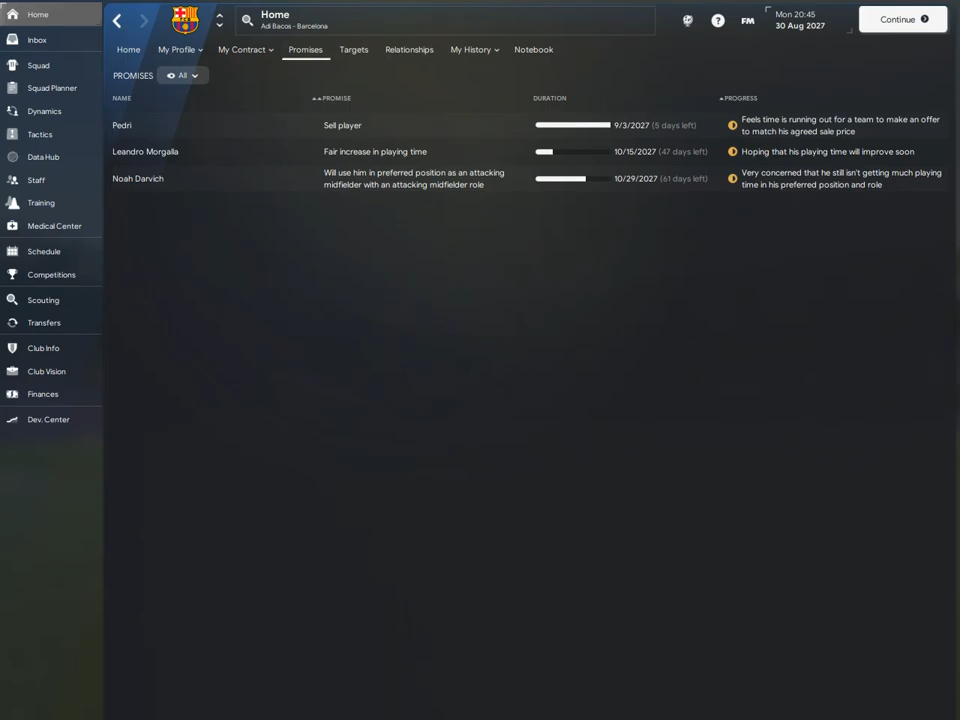 Home
Inbox
Squad
Squad Planner
Dynamics
Tactics
Data Hub
Staff
Training
Medical Center
Schedule
Competitions
Scouting
Transfers
Club Info
Club Vision
Finances
Dev. Center
Home
Adi Bacos - Barcelona
FM
Mon 20:45
30 Aug 2027
Continue
Home My Profile My Contract Promises Targets Relationships My History Notebook
PROMISES All
NAME PROMISE DURATION PROGRESS
Pedri Sell player 9/3/2027 (5 days left) Feels time is running out for a team to make an offer
to match his agreed sale price
Leandro Morgalla Fair increase in playing time 10/15/2027 (47 days left) Hoping that his playing time will improve soon
Noah Darvich Will use him in preferred position as an attacking
midfielder with an attacking midfielder role 10/29/2027 (61 days left) Very concerned that he still isn't getting much playing
time in his preferred position and role